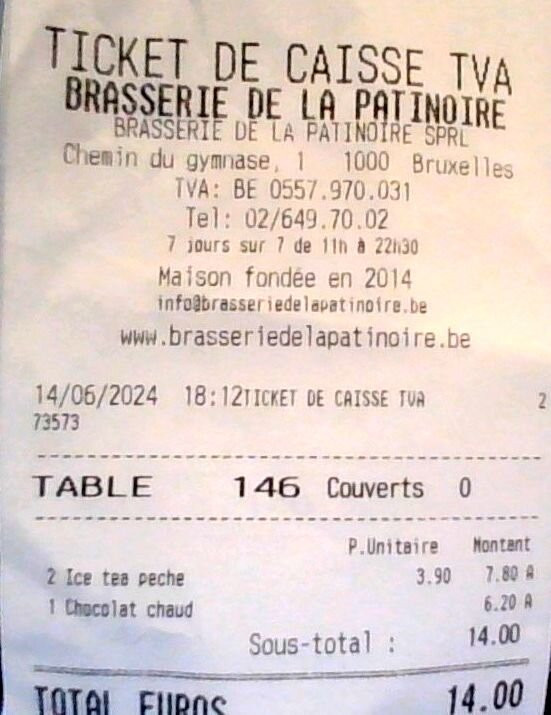 TICKET DE CAISSE TVA
BRASSERIE DE LA PATINOIRE
BRASSERIE DE LA PATINOIRE SPRL
Chemin du gymnase, 1 1000 Bruxelles
TVA: BE 0557.970.031
Tel: 02/649.70.02
7 jours sur 7 de 11h à 22h30
Maison fondée en 2014
info@brasseriedelapatinoire.be
www.brasseriedelapatinoire.be
14/06/2024 18:12TICKET DE CAISSE TVA 2
73573
TABLE 146 Couverts 0
P.Unitaire Montant
2 Ice tea peche 3.90 7.80 A
1 Chocolat chaud 6.20 A
Sous-total : 14.00
TOTAL EUROS 14.00